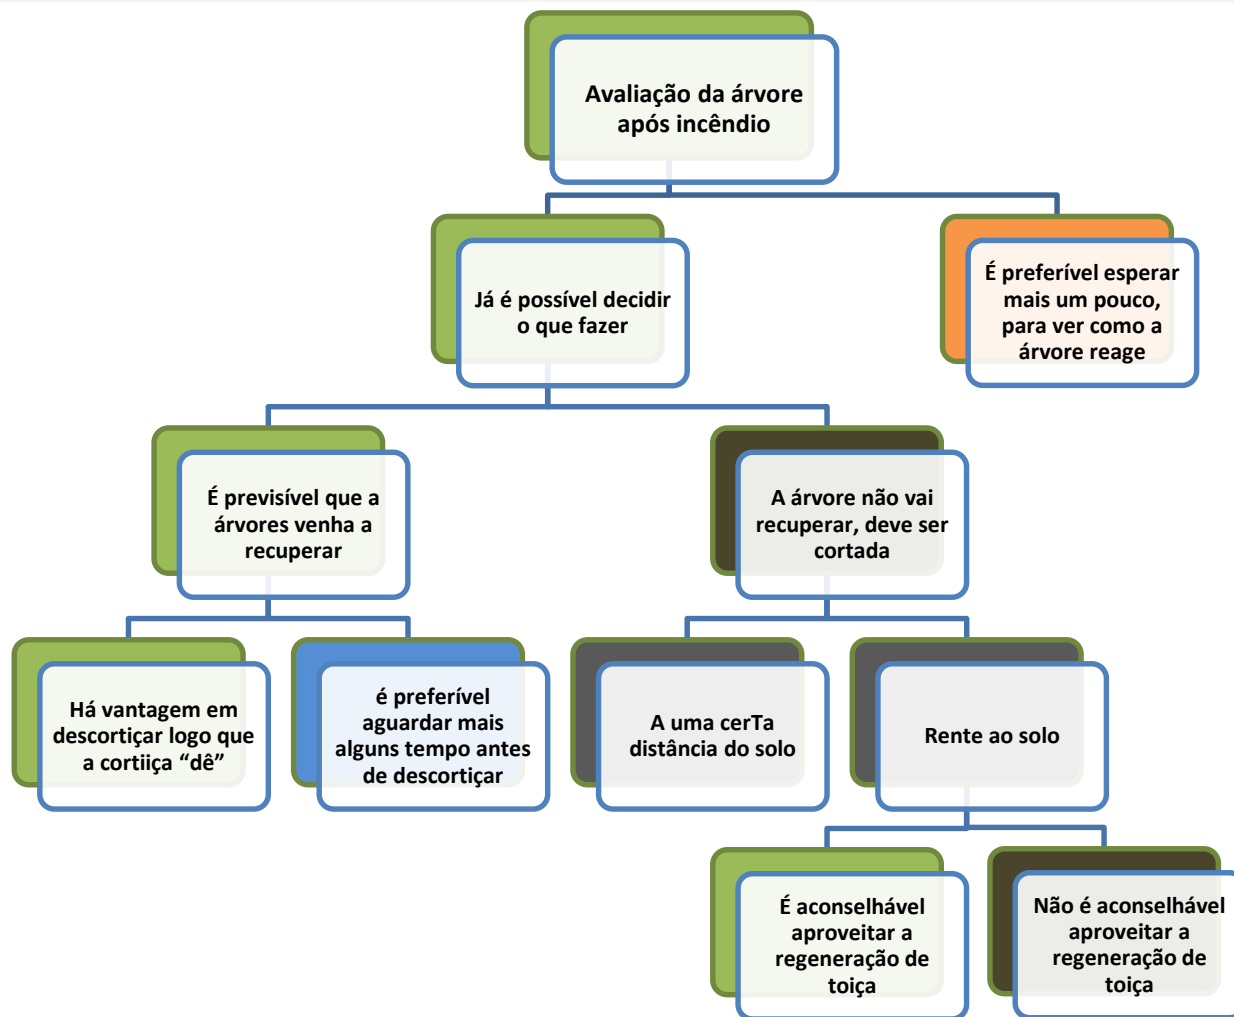 Avaliação da árvore
após incêndio
Já é possível decidir
o que fazer
É preferível esperar
mais um pouco,
para ver como a
árvore reage
É previsível que a
árvores venha a
recuperar
A árvore não vai
recuperar, deve ser
cortada
Há vantagem em
descortiçar logo que
a cortiiça “dê”
é preferível
aguardar mais
alguns tempo antes
de descortiçar
A uma cerTa
distância do solo
Rente ao solo
É aconselhável
aproveitar a
regeneração de
toiça
Não é aconselhável
aproveitar a
regeneração de
toiça